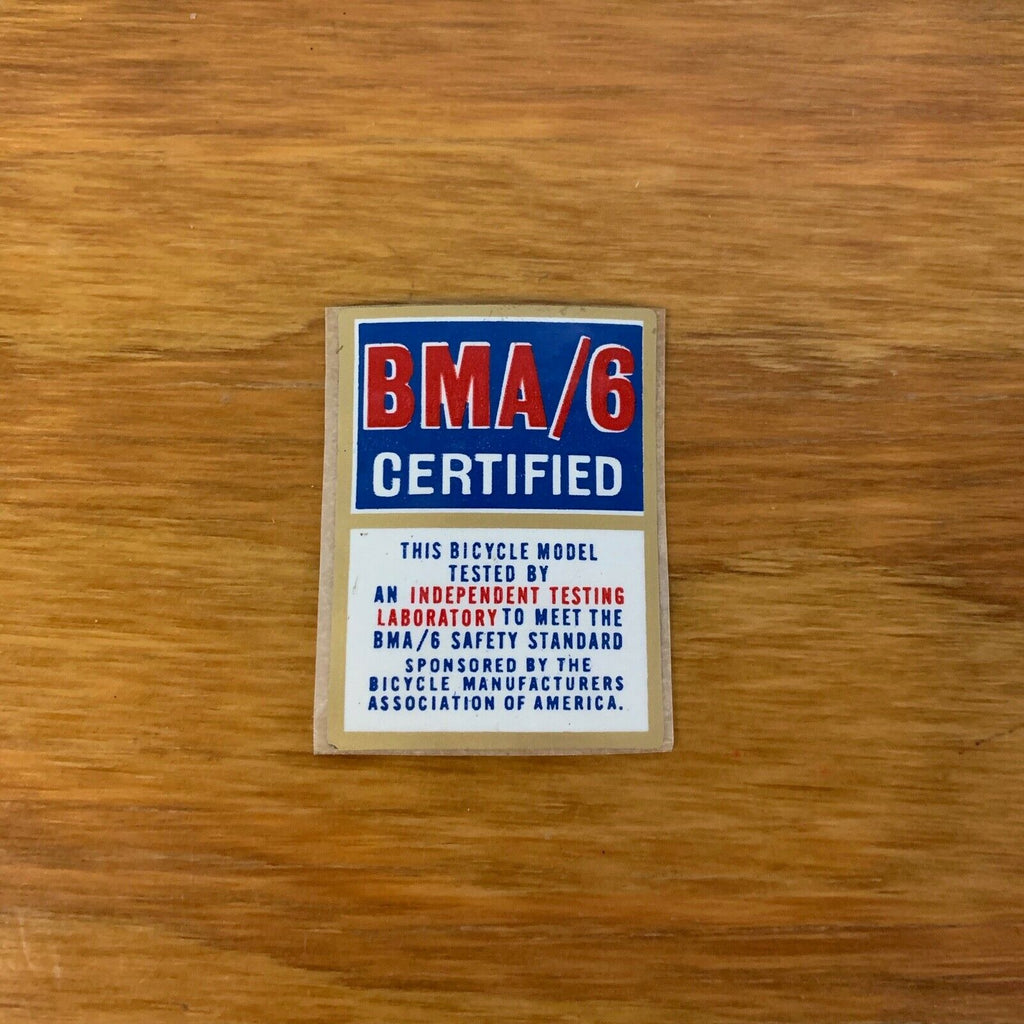 BMA/6
CERTIFIED
THIS BICYCLE MODEL
TESTED BY
AN INDEPENDENT TESTING
LABORATORY TO MEET THE
BMA/6 SAFETY STANDARD
SPONSORED BY THE
BICYCLE MANUFACTURERS
ASSOCIATION OF AMERICA.